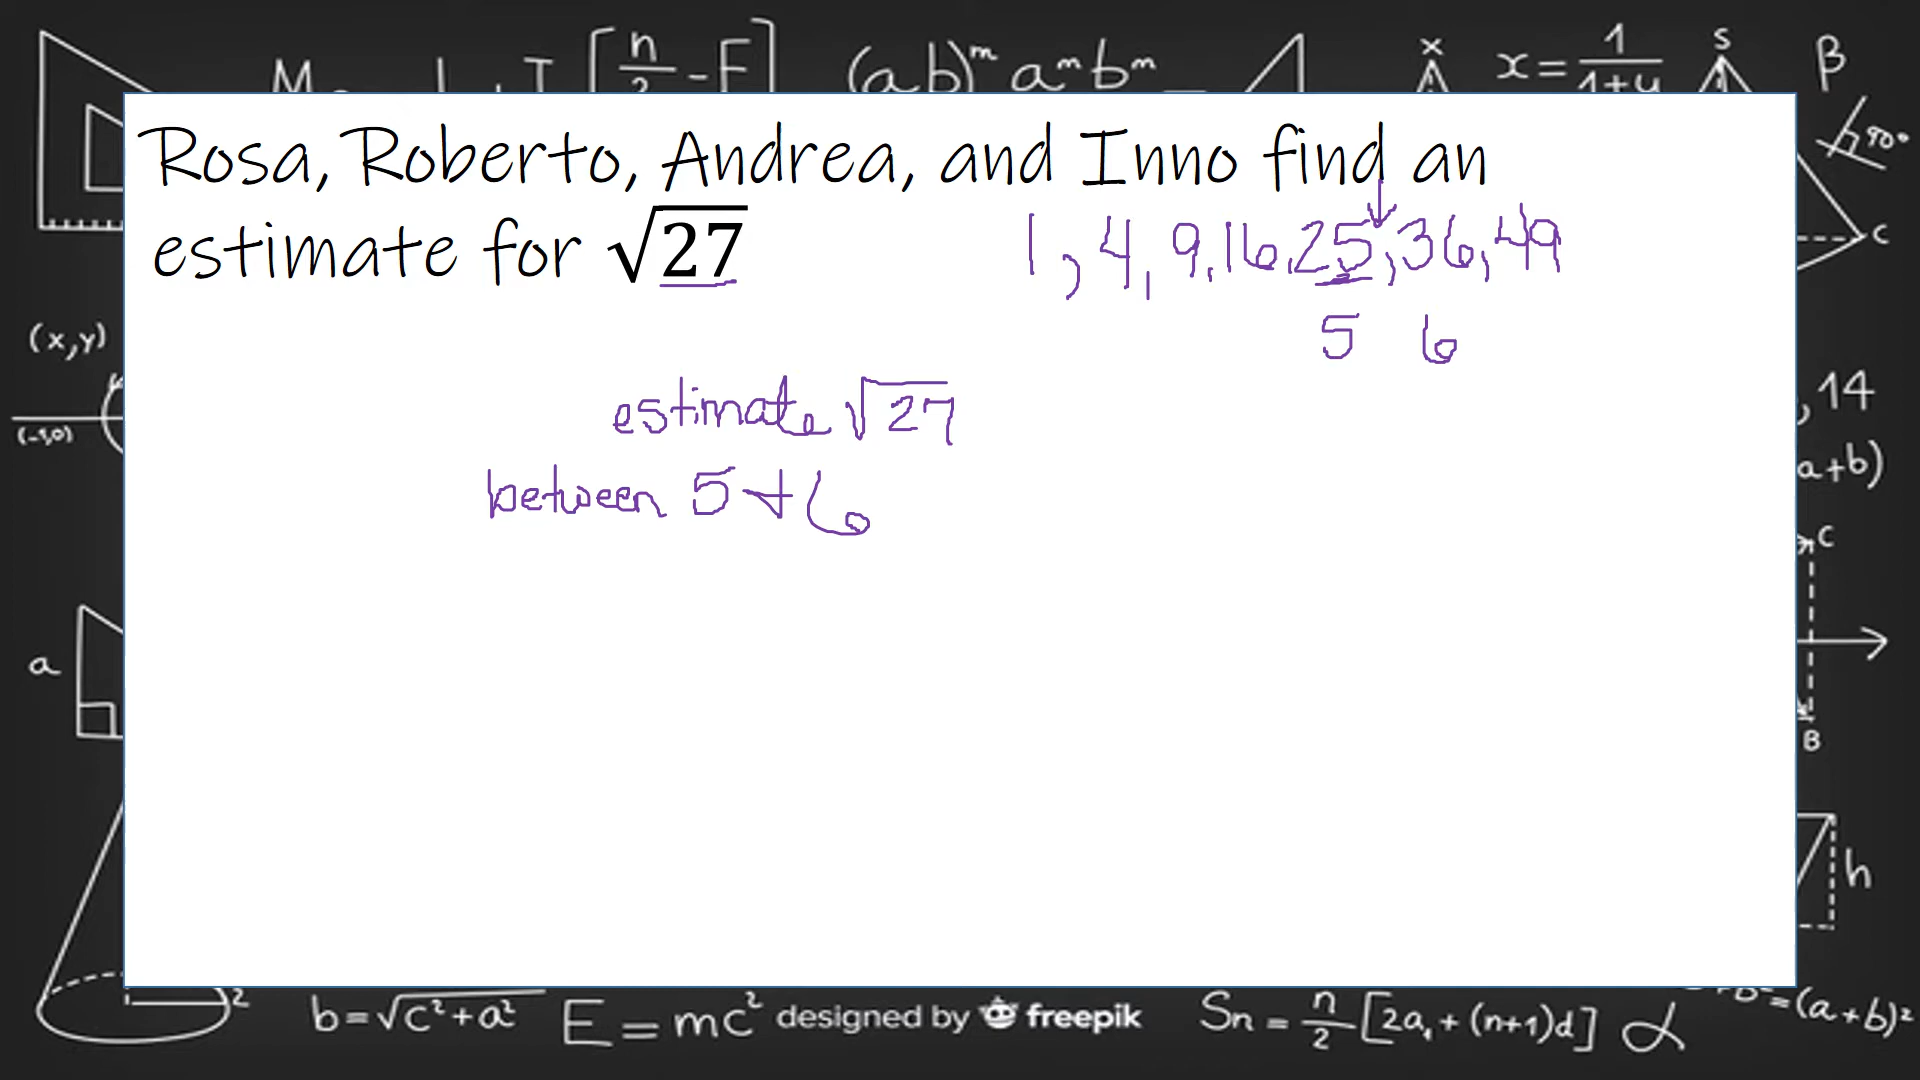 n/2 - F
(ab)^m a^m b^m
x
x = 1/1+y
s
β
90°
Rosa, Roberto, Andrea, and Inno find an
estimate for √27
1, 4, 9, 16, 25, 36, 49
c
5 6
(x,y)
estimate √27
, 14
(-1,0)
between 5 + 6
a+b)
c
a
B
h
2
b=√c²+a²
E = mc²
designed by freepik
Sn = n/2 [2a₁ + (n+1)d]
α
=(a+b)²